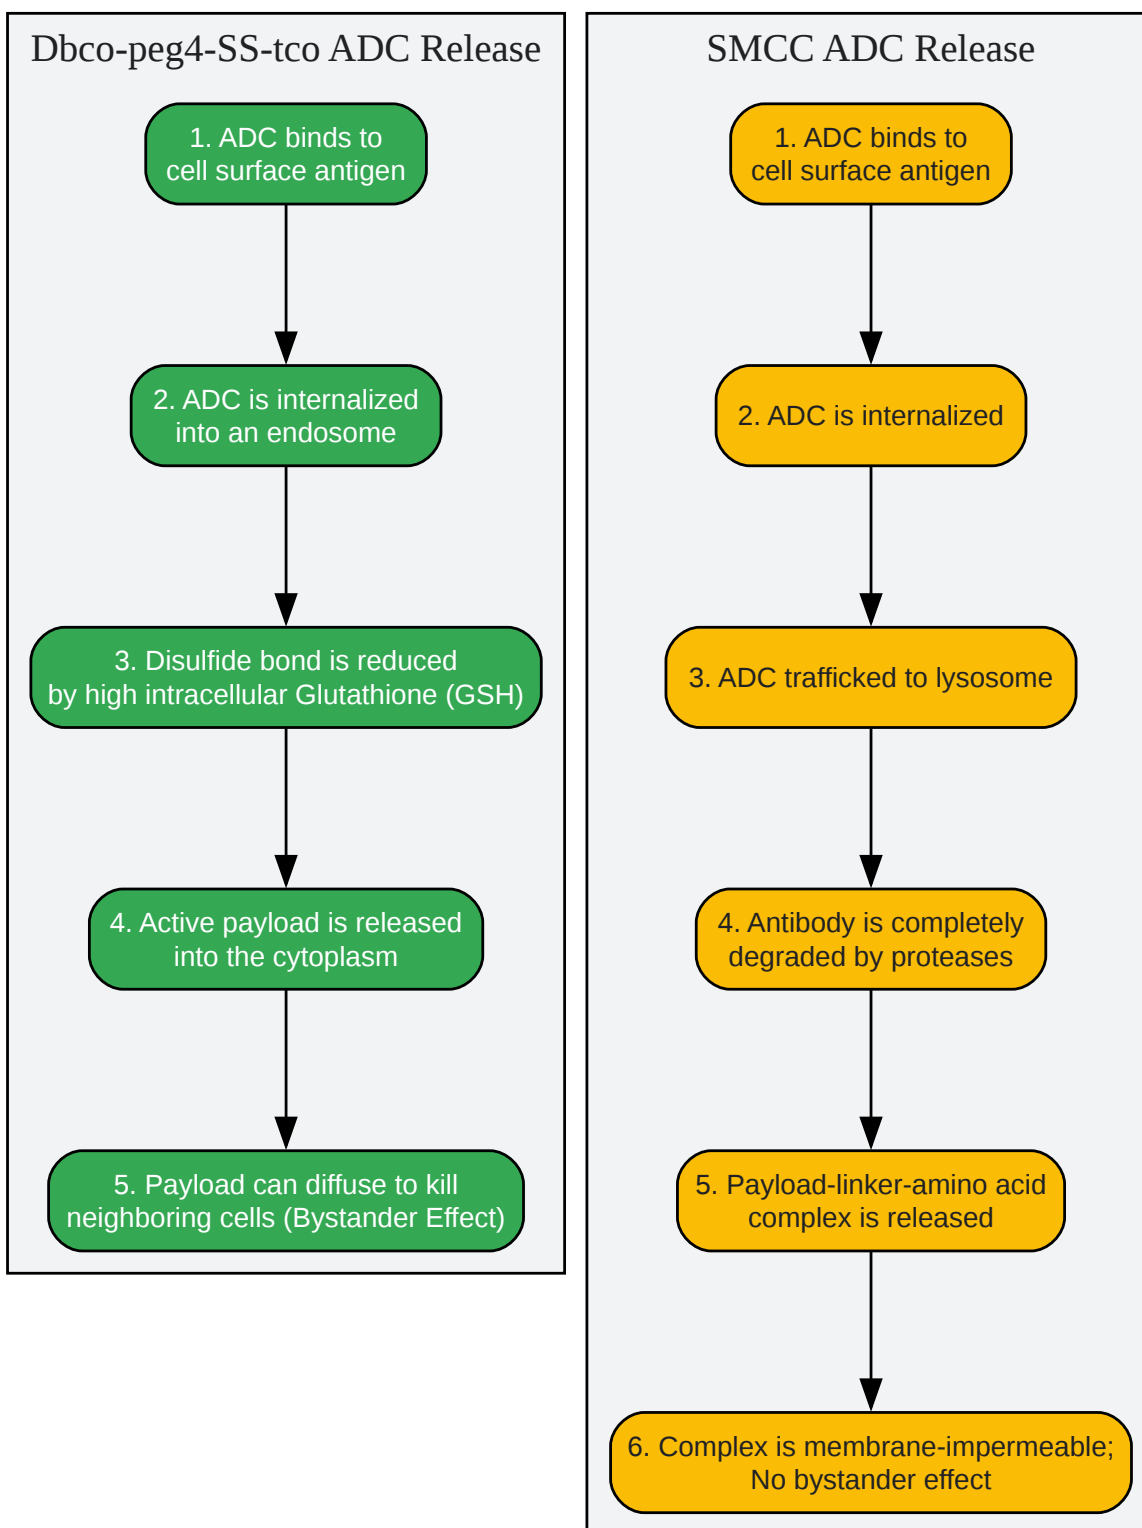 Dbco-peg4-SS-tco ADC Release
1. ADC binds to
cell surface antigen
2. ADC is internalized
into an endosome
3. Disulfide bond is reduced
by high intracellular Glutathione (GSH)
4. Active payload is released
into the cytoplasm
5. Payload can diffuse to kill
neighboring cells (Bystander Effect)
SMCC ADC Release
1. ADC binds to
cell surface antigen
2. ADC is internalized
3. ADC trafficked to lysosome
4. Antibody is completely
degraded by proteases
5. Payload-linker-amino acid
complex is released
6. Complex is membrane-impermeable;
No bystander effect